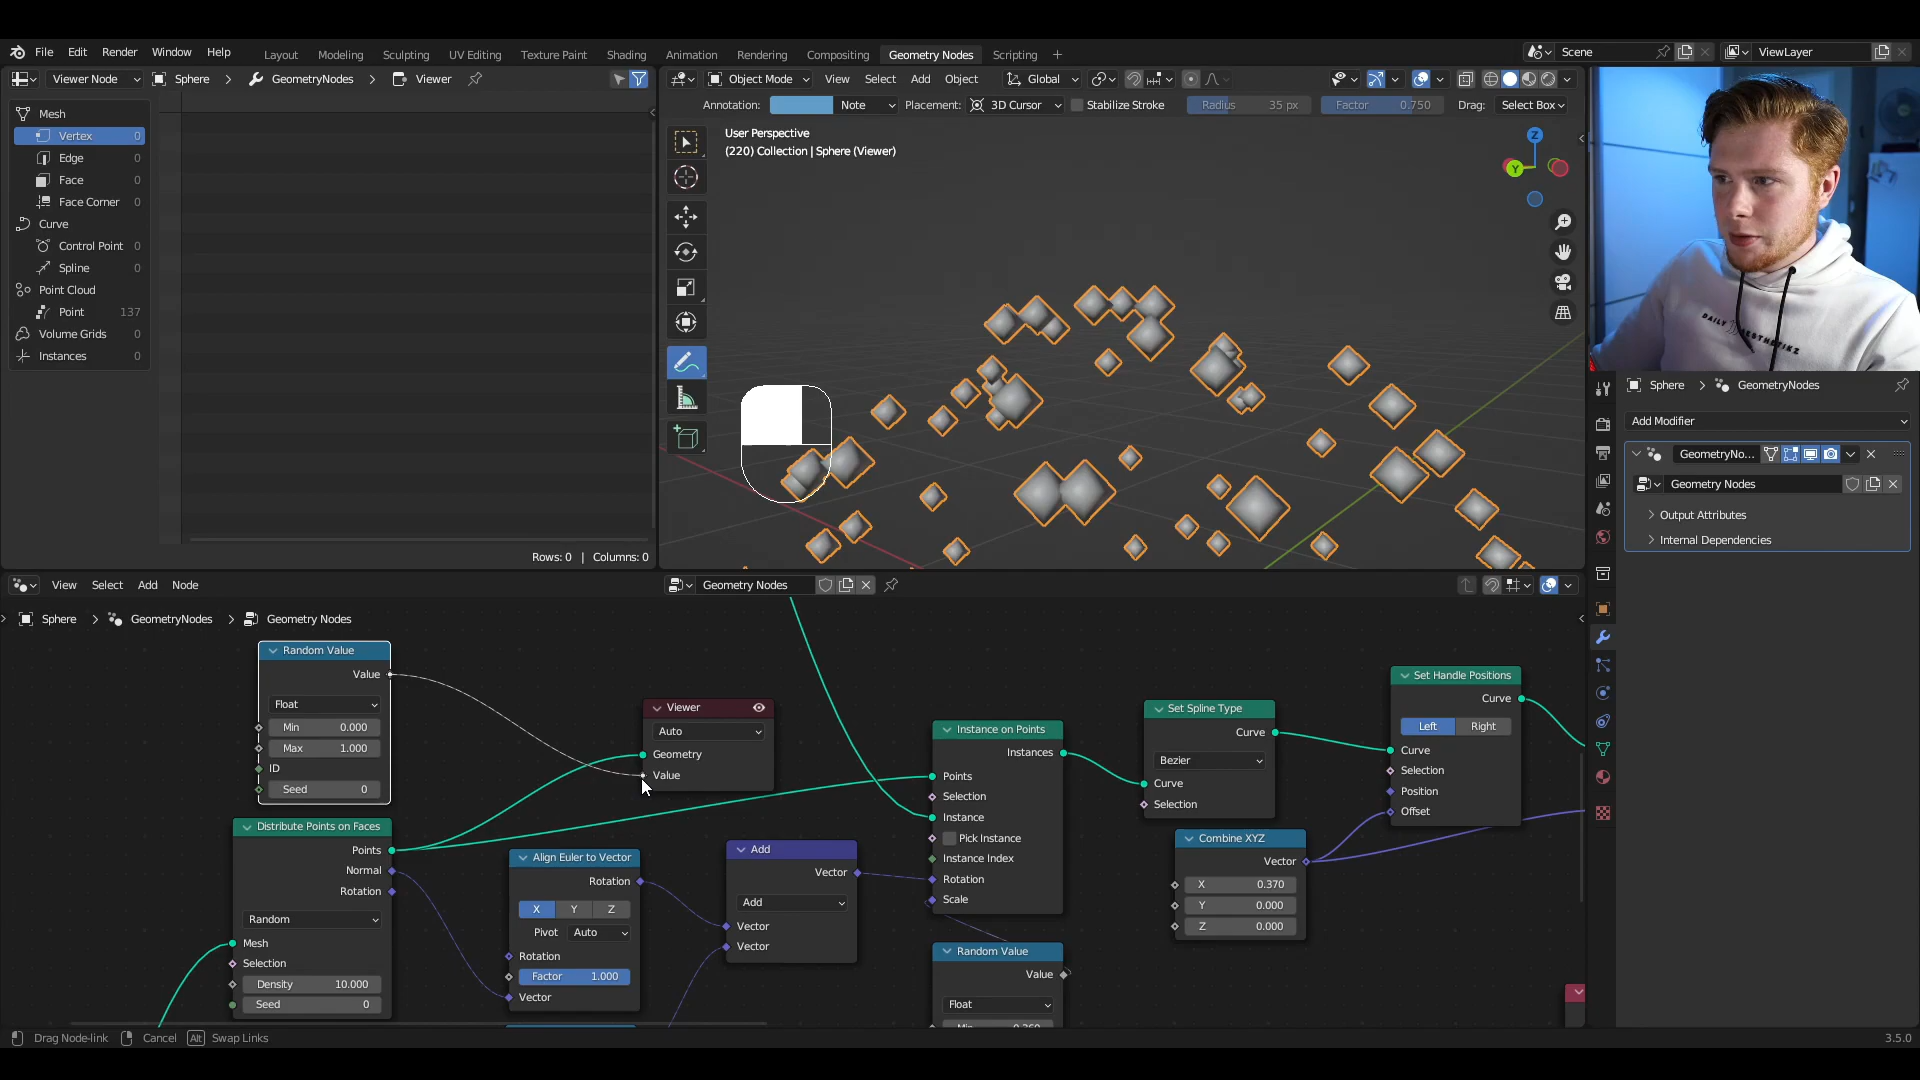 File Edit Render Window Help
Layout Modeling Sculpting UV Editing Texture Paint Shading Animation Rendering Compositing Geometry Nodes Scripting +
Scene
ViewLayer
Viewer Node
Sphere > GeometryNodes > Viewer
Object Mode View Select Add Object
Global
Annotation: Note Placement: 3D Cursor Stabilize Stroke Radius 35 px Factor 0.750 Drag: Select Box
Mesh
Vertex 0
Edge 0
Face 0
Face Corner 0
Curve
Control Point 0
Spline 0
Point Cloud
Point 137
Volume Grids 0
Instances 0
Rows: 0 | Columns: 0
User Perspective
(220) Collection | Sphere (Viewer)
Z
Y
DAILY AESTHETIKZ
COMPANY
Sphere > GeometryNodes
Add Modifier
GeometryNo...
Geometry Nodes
Output Attributes
Internal Dependencies
View Select Add Node
Geometry Nodes
Sphere > GeometryNodes > Geometry Nodes
Random Value
Value
Float
Min 0.000
Max 1.000
ID
Seed 0
Distribute Points on Faces
Points
Normal
Rotation
Random
Mesh
Selection
Density 10.000
Seed 0
Align Euler to Vector
Rotation
X Y Z
Pivot Auto
Rotation
Factor 1.000
Vector
Viewer
Auto
Geometry
Value
Add
Vector
Add
Vector
Vector
Instance on Points
Instances
Points
Selection
Instance
Pick Instance
Instance Index
Rotation
Scale
Random Value
Value
Float
Set Spline Type
Curve
Bezier
Curve
Selection
Combine XYZ
Vector
X 0.370
Y 0.000
Z 0.000
Set Handle Positions
Curve
Left Right
Curve
Selection
Position
Offset
Drag Node-link Cancel Alt Swap Links
3.5.0